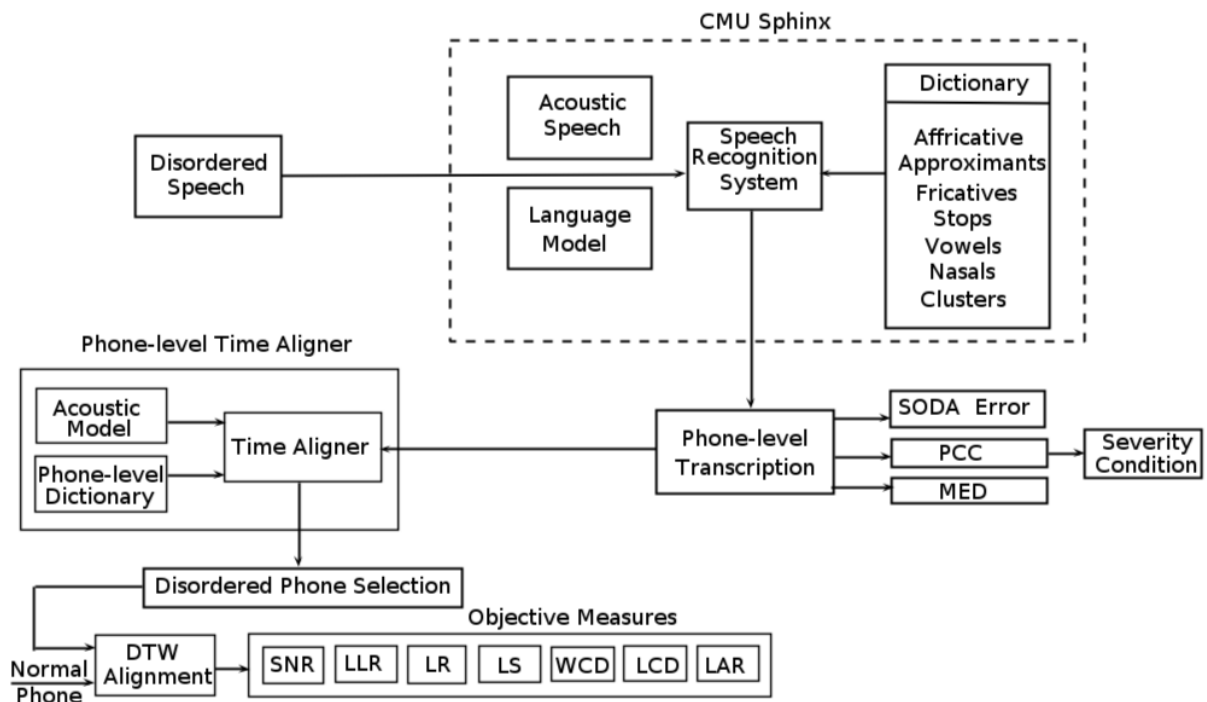 CMU Sphinx
Disordered
Speech
Acoustic
Speech
Language
Model
Speech
Recognition
System
Dictionary
Affricative
Approximants
Fricatives
Stops
Vowels
Nasals
Clusters
Phone-level Time Aligner
Acoustic
Model
Phone-level
Dictionary
Time Aligner
Phone-level
Transcription
SODA Error
PCC
MED
Severity
Condition
Disordered Phone Selection
Normal
Phone
DTW
Alignment
Objective Measures
SNR
LLR
LR
LS
WCD
LCD
LAR